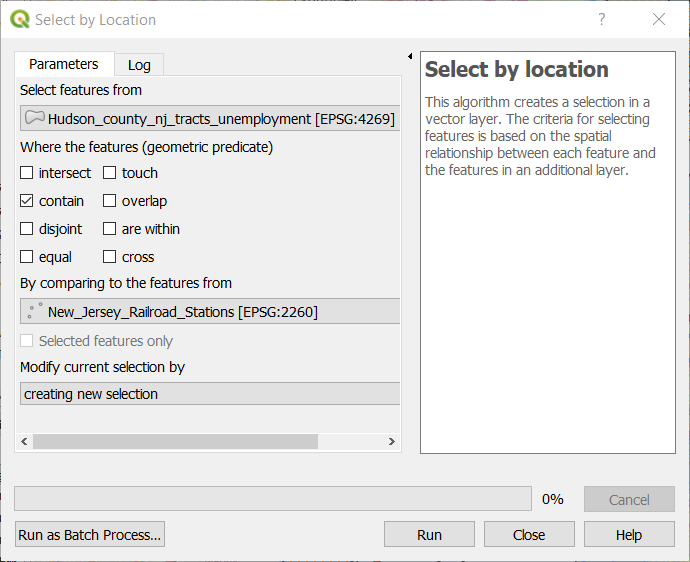 Select by Location
?
Parameters
Log
Select features from
Hudson_county_nj_tracts_unemployment [EPSG:4269]
Where the features (geometric predicate)
intersect
touch
contain
overlap
disjoint
are within
equal
cross
By comparing to the features from
New_Jersey_Railroad_Stations [EPSG:2260]
Selected features only
Modify current selection by
creating new selection
Select by location
This algorithm creates a selection in a
vector layer. The criteria for selecting
features is based on the spatial
relationship between each feature and
the features in an additional layer.
0%
Cancel
Run as Batch Process...
Run
Close
Help